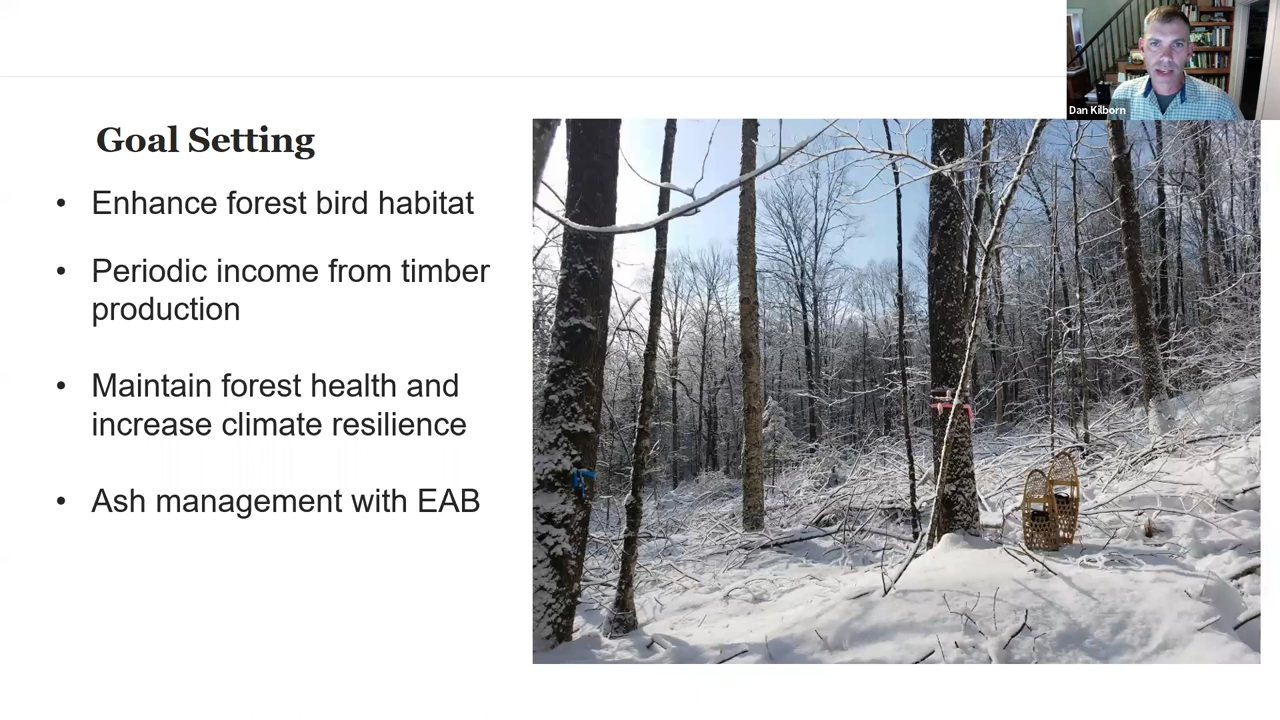 Dan Kilborn
Goal Setting
• Enhance forest bird habitat
• Periodic income from timber
production
• Maintain forest health and
increase climate resilience
• Ash management with EAB